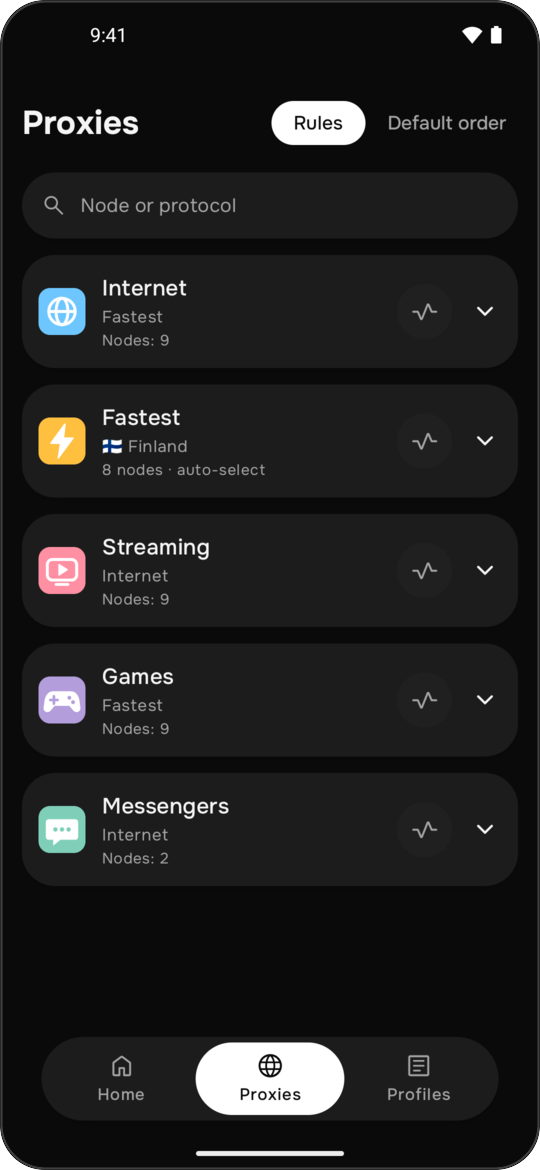 9:41
Proxies
Rules
Default order
Node or protocol
Internet
Fastest
Nodes: 9
Fastest
🇫🇮 Finland
8 nodes · auto-select
Streaming
Internet
Nodes: 9
Games
Fastest
Nodes: 9
Messengers
Internet
Nodes: 2
Home
Proxies
Profiles